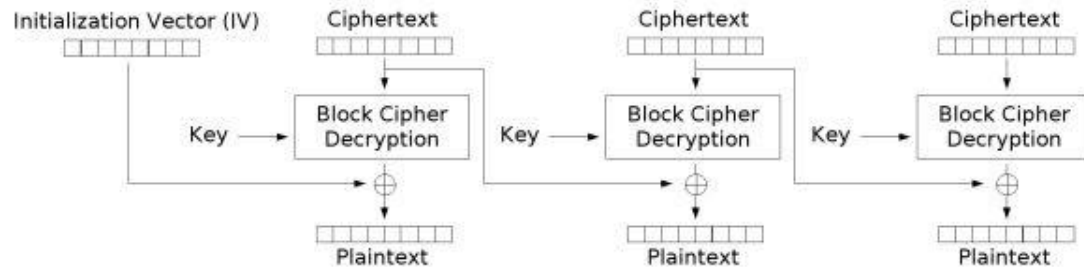 Initialization Vector (IV)
Ciphertext
Ciphertext
Ciphertext
Key
Block Cipher
Decryption
Key
Block Cipher
Decryption
Key
Block Cipher
Decryption
Plaintext
Plaintext
Plaintext